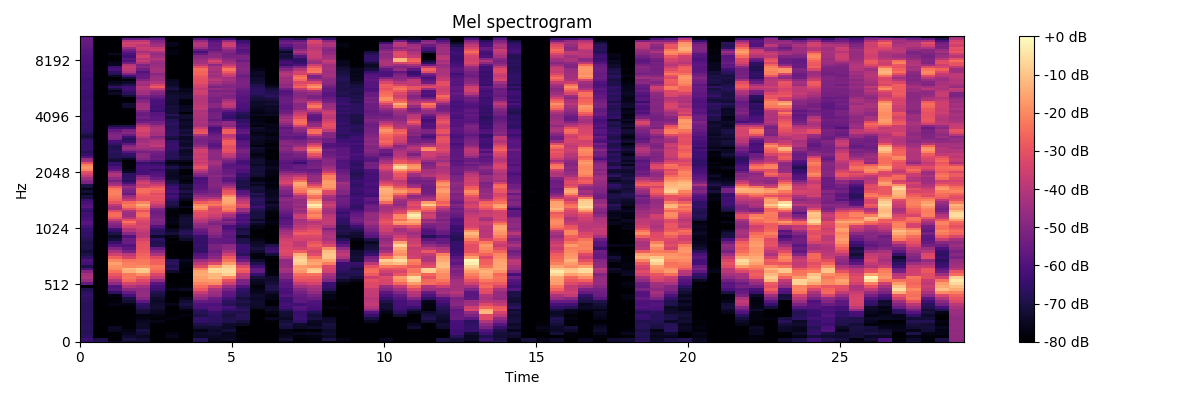 Mel spectrogram
8192
4096
2048
1024
512
0
Hz
0 5 10 15 20 25
Time
+0 dB
-10 dB
-20 dB
-30 dB
-40 dB
-50 dB
-60 dB
-70 dB
-80 dB